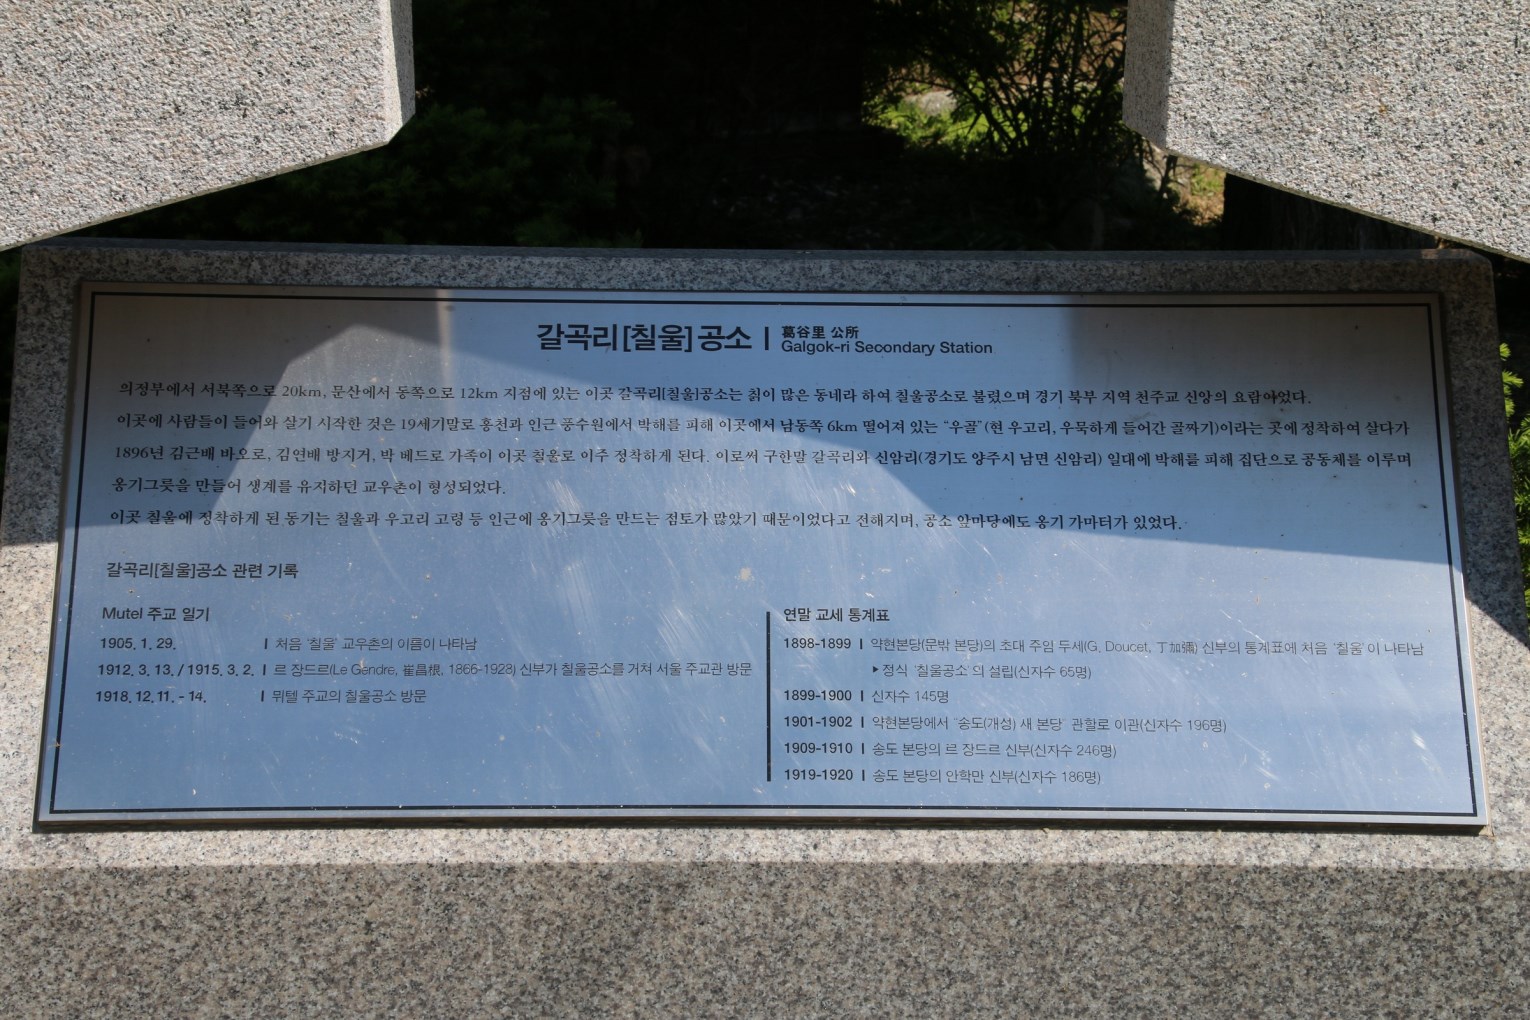 갈곡리[칠울]공소 | 葛谷里 公所
Galgok-ri Secondary Station
의정부에서 서북쪽으로 20km, 문산에서 동쪽으로 12km 지점에 있는 이곳 갈곡리[칠울]공소는 칡이 많은 동네라 하여 칠울공소로 불렸으며 경기 북부 지역 천주교 신앙의 요람아었다.
이곳에 사람들이 들어와 살기 시작한 것은 19세기말로 홍천과 인근 풍수원에서 박해를 피해 이곳에서 남동쪽 6km 떨어져 있는 "우골"(현 우고리, 우묵하게 들어간 골짜기)이라는 곳에 정착하여 살다가
1896년 김근배 바오로, 김연배 방지거, 박 베드로 가족이 이곳 칠울로 이주 정착하게 된다. 이로써 구한말 갈곡리와 신암리(경기도 양주시 남면 신암리) 일대에 박해를 피해 집단으로 공동체를 이루며
옹기그릇을 만들어 생계를 유지하던 교우촌이 형성되었다.
이곳 칠울에 정착하게 된 동기는 칠울과 우고리 고령 등 인근에 옹기그릇을 만드는 점토가 많았기 때문이었다고 전해지며, 공소 앞마당에도 옹기 가마터가 있었다.
갈곡리[칠울]공소 관련 기록
Mutel 주교 일기
1905. 1. 29. | 처음 '칠울' 교우촌의 이름이 나타남
1912. 3. 13. / 1915. 3. 2. | 르 장드르(Le Gendre, 崔昌根, 1866-1928) 신부가 칠울공소를 거쳐 서울 주교관 방문
1918. 12. 11. - 14. | 뮈텔 주교의 칠울공소 방문
연말 교세 통계표
1898-1899 | 약현본당(문밖 본당)의 초대 주임 두세(G. Doucet, 丁加彌) 신부의 통계표에 처음 '칠울'이 나타남
▶정식 '칠울공소'의 설립(신자수 65명)
1899-1900 | 신자수 145명
1901-1902 | 약현본당에서 "송도(개성) 새 본당" 관할로 이관(신자수 196명)
1909-1910 | 송도 본당의 르 장드르 신부(신자수 246명)
1919-1920 | 송도 본당의 안학만 신부(신자수 186명)